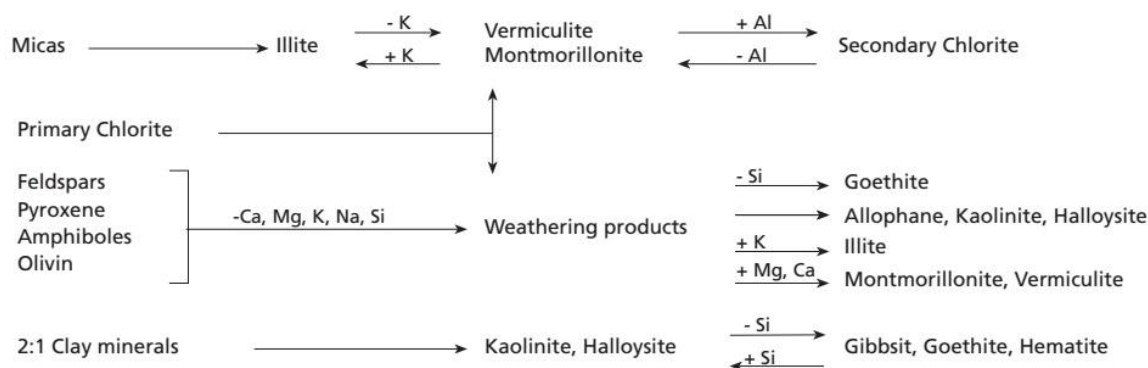 Micas
Illite
- K
+ K
Vermiculite
Montmorillonite
+ Al
- Al
Secondary Chlorite
Primary Chlorite
Feldspars
Pyroxene
Amphiboles
Olivin
-Ca, Mg, K, Na, Si
Weathering products
- Si
Goethite
Allophane, Kaolinite, Halloysite
+ K
Illite
+ Mg, Ca
Montmorillonite, Vermiculite
2:1 Clay minerals
Kaolinite, Halloysite
- Si
+ Si
Gibbsit, Goethite, Hematite